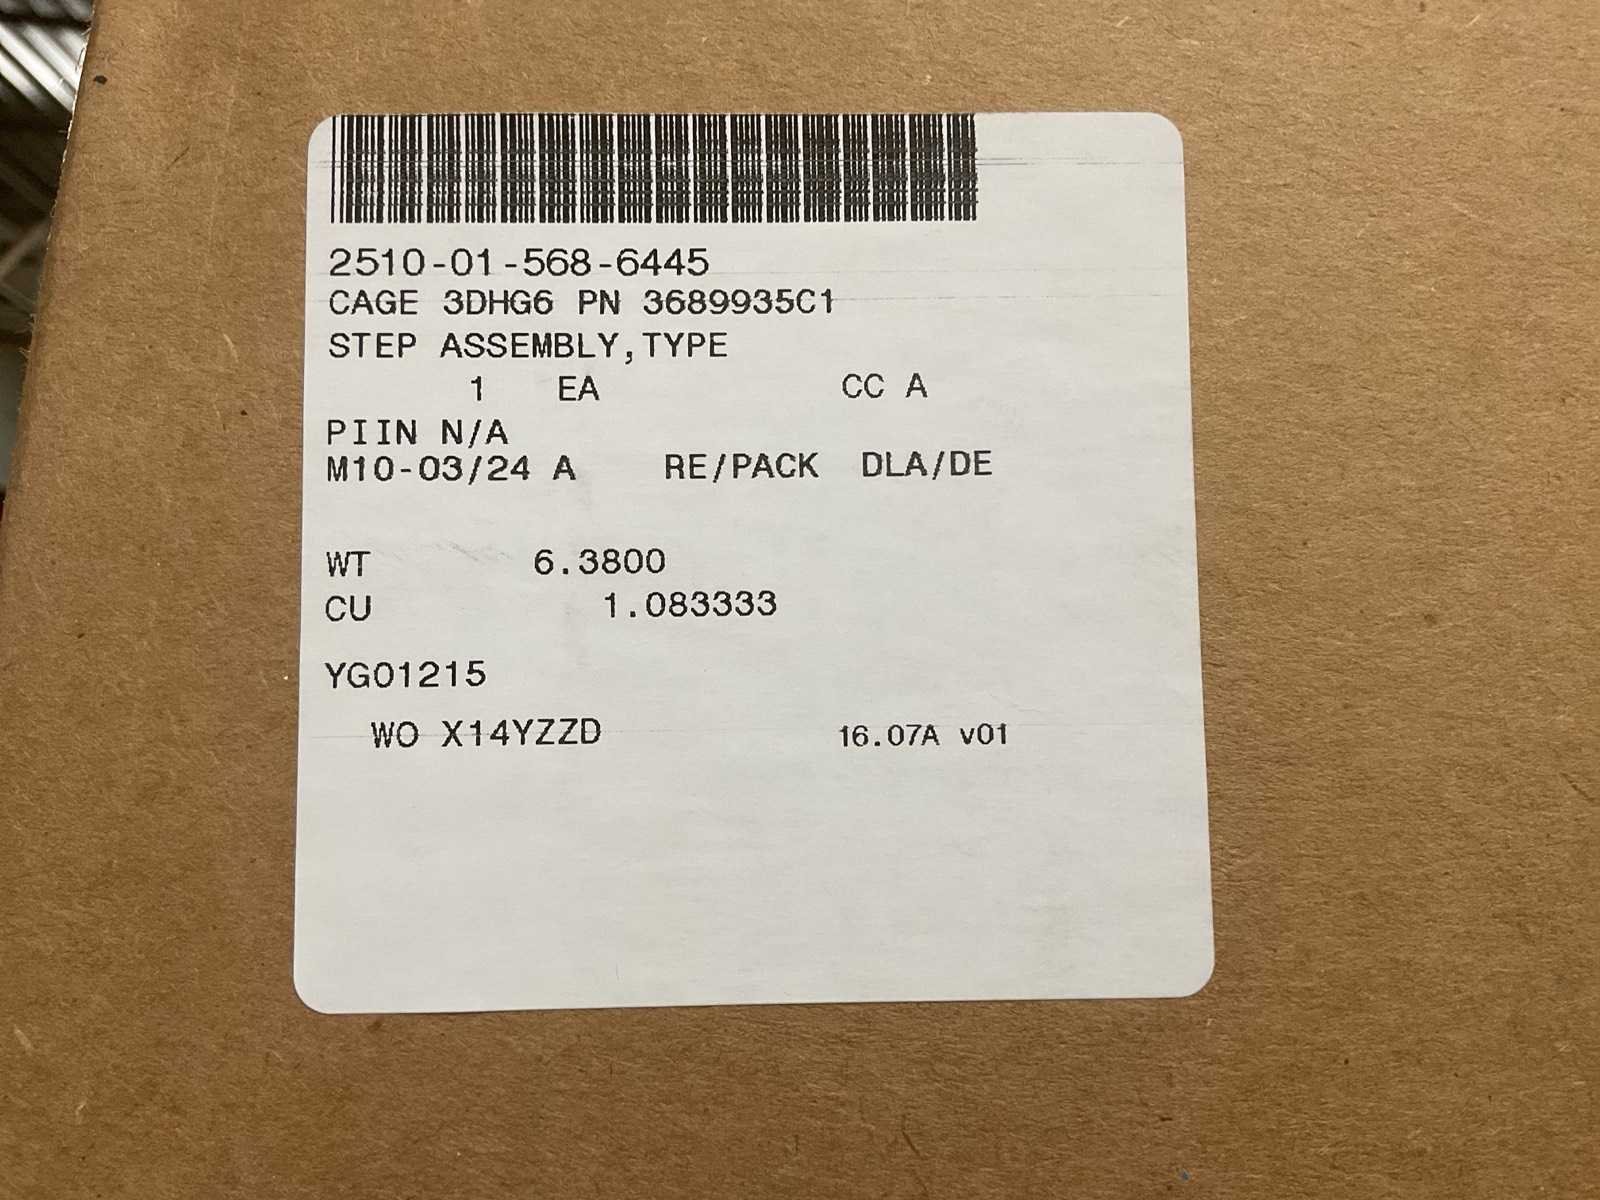 2510-01-568-6445
CAGE 3DHG6 PN 3689935C1
STEP ASSEMBLY,TYPE
1 EA CC A
PIIN N/A
M10-03/24 A RE/PACK DLA/DE
WT 6.3800
CU 1.083333
YG01215
WO X14YZZD 16.07A v01